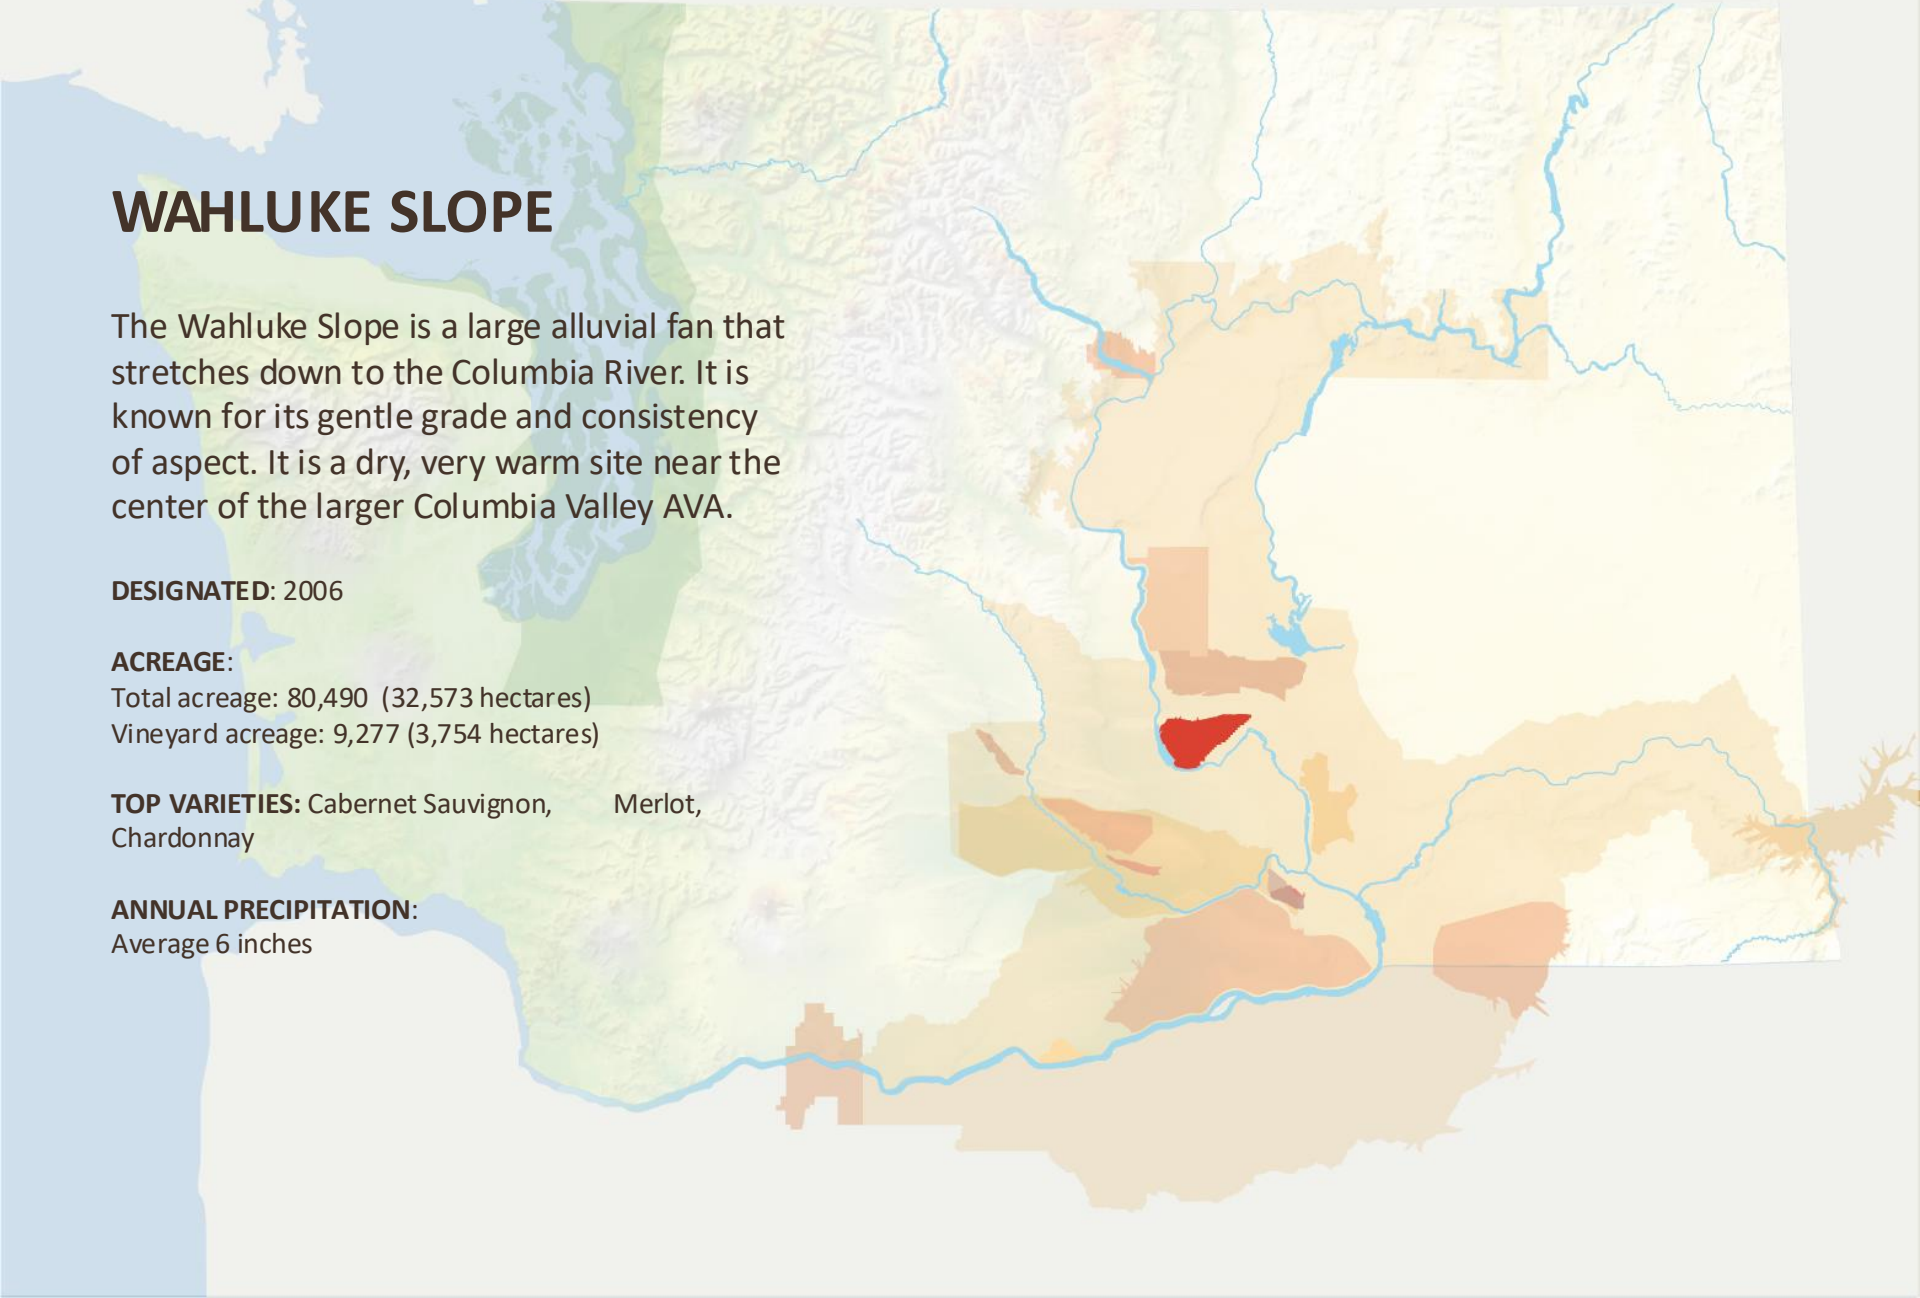 WAHLUKE SLOPE
The Wahluke Slope is a large alluvial fan that
stretches down to the Columbia River. It is
known for its gentle grade and consistency
of aspect. It is a dry, very warm site near the
center of the larger Columbia Valley AVA.
DESIGNATED: 2006
ACREAGE:
Total acreage: 80,490 (32,573 hectares)
Vineyard acreage: 9,277 (3,754 hectares)
TOP VARIETIES: Cabernet Sauvignon, Merlot,
Chardonnay
ANNUAL PRECIPITATION:
Average 6 inches